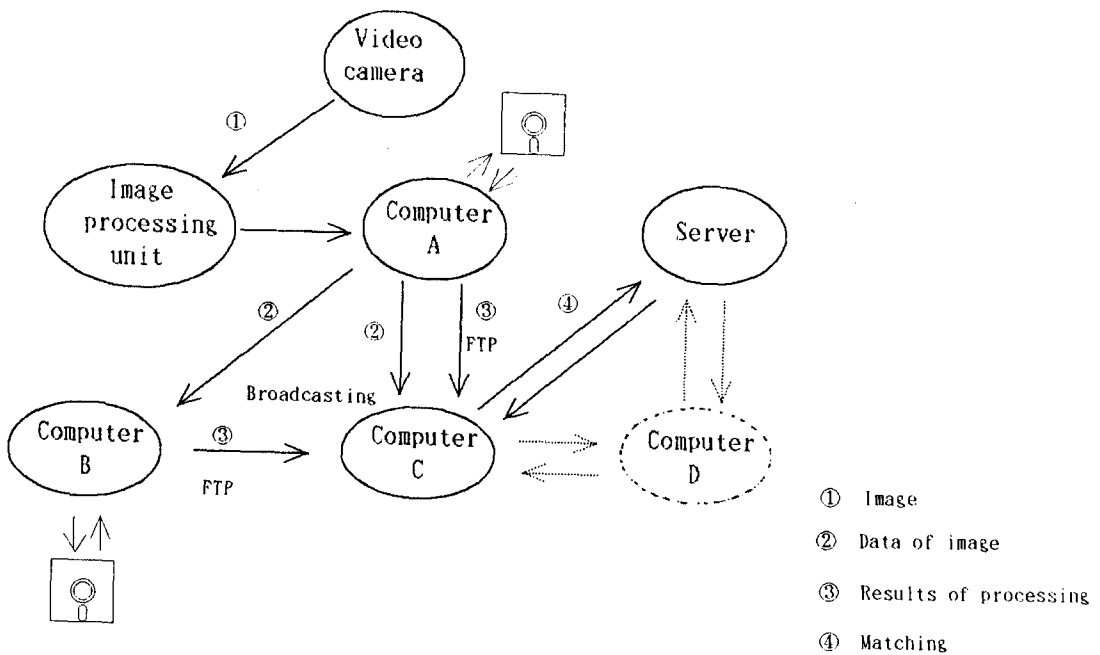 Video
camera
①
Image
processing
unit
Computer
A
Server
②
②
③
FTP
④
Broadcasting
Computer
B
③
FTP
Computer
C
Computer
D
① Image
② Data of image
③ Results of processing
④ Matching